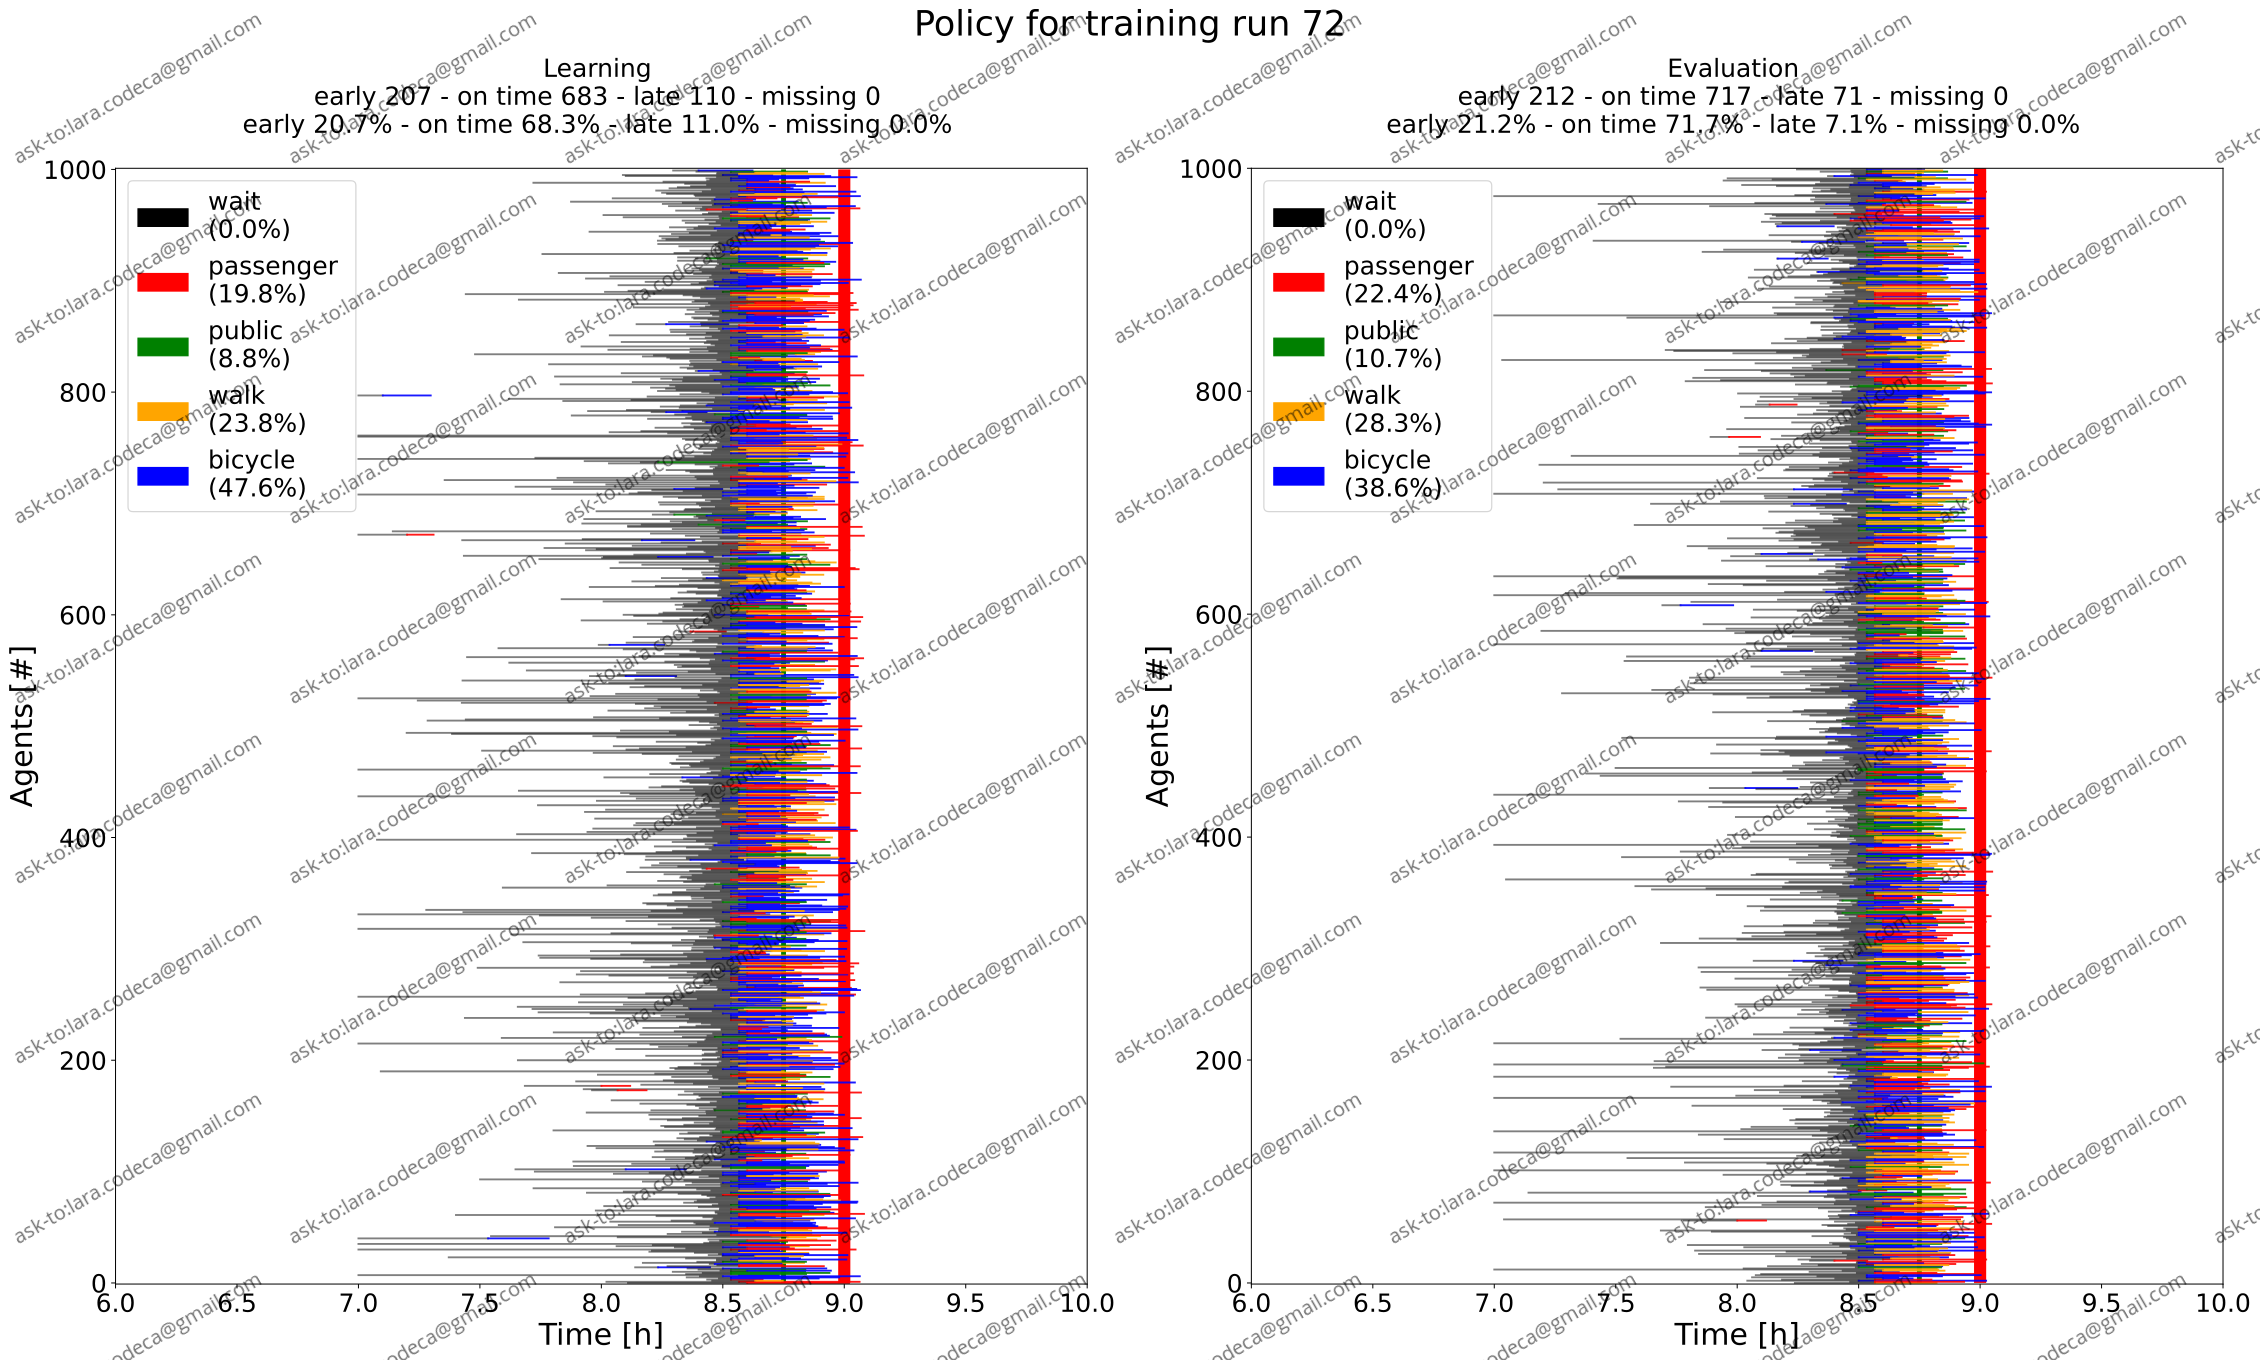 Policy for training run 72
Learning
early 207 - on time 683 - late 110 - missing 0
early 20.7% - on time 68.3% - late 11.0% - missing 0.0%
1000
800
600
400
200
0
Agents [#]
wait
(0.0%)
passenger
(19.8%)
public
(8.8%)
walk
(23.8%)
bicycle
(47.6%)
6.0 6.5 7.0 7.5 8.0 8.5 9.0 9.5 10.0
Time [h]
Evaluation
early 212 - on time 717 - late 71 - missing 0
early 21.2% - on time 71.7% - late 7.1% - missing 0.0%
1000
800
600
400
200
0
Agents [#]
wait
(0.0%)
passenger
(22.4%)
public
(10.7%)
walk
(28.3%)
bicycle
(38.6%)
6.0 6.5 7.0 7.5 8.0 8.5 9.0 9.5 10.0
Time [h]
ask-to:lara.codeca@gmail.com